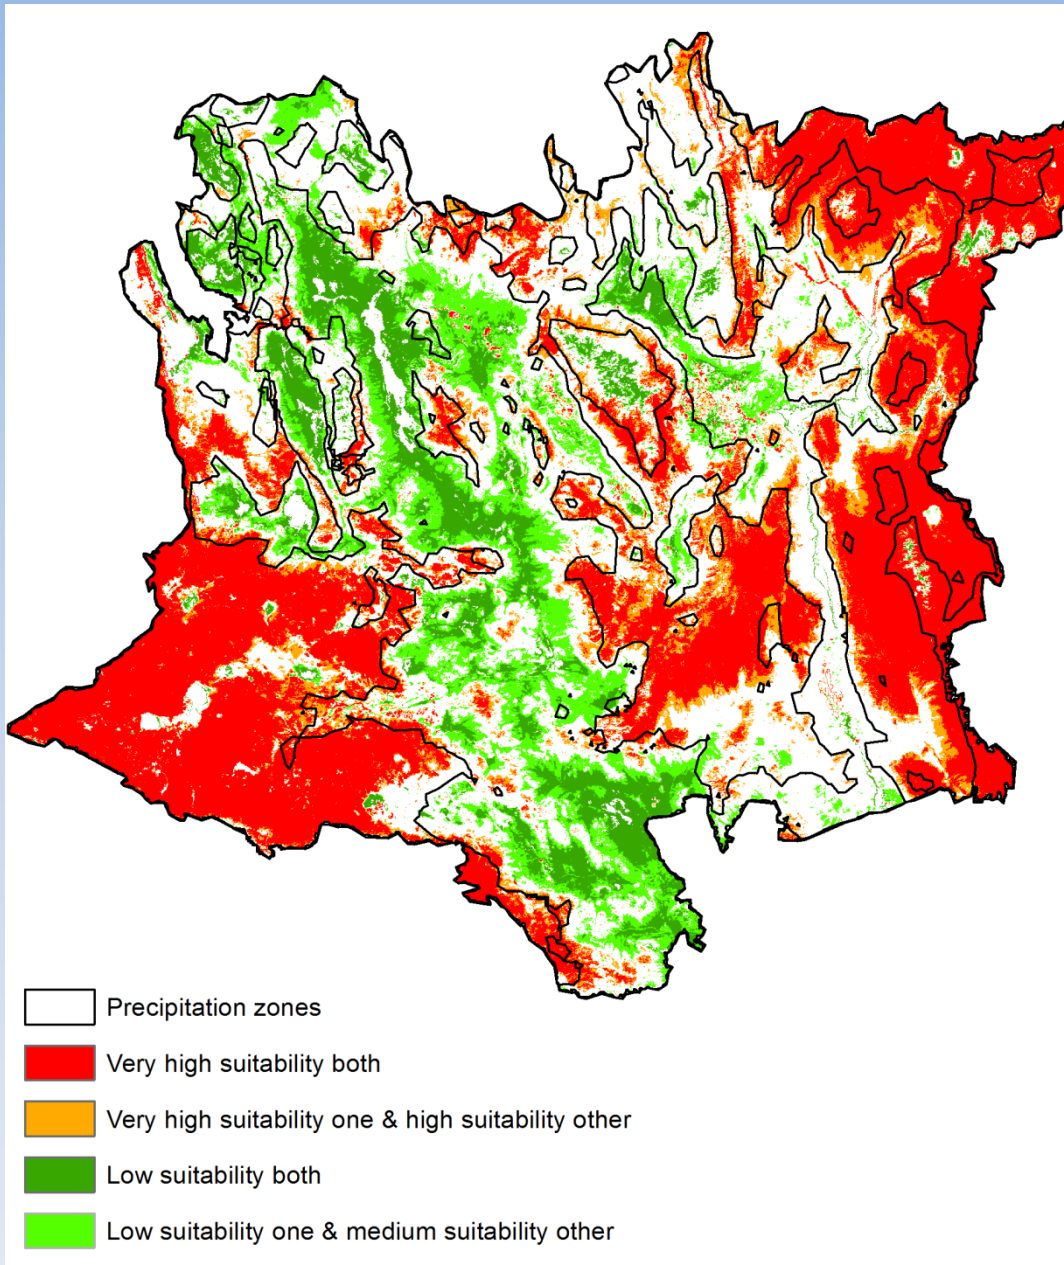 Precipitation zones
Very high suitability both
Very high suitability one & high suitability other
Low suitability both
Low suitability one & medium suitability other